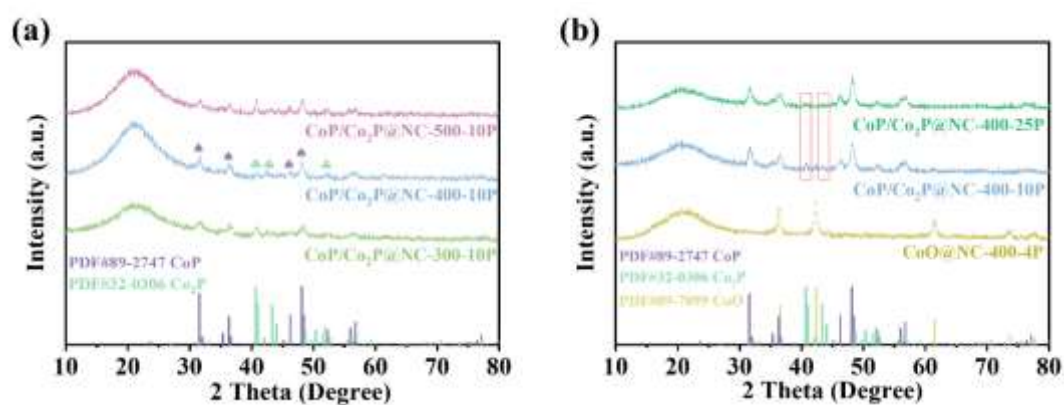 (a)
Intensity (a.u.)
CoP/Co₂P@NC-500-10P
CoP/Co₂P@NC-400-10P
CoP/Co₂P@NC-300-10P
PDF#89-2747 CoP
PDF#32-0306 Co₂P
10 20 30 40 50 60 70 80
2 Theta (Degree)
(b)
Intensity (a.u.)
CoP/Co₂P@NC-400-25P
CoP/Co₂P@NC-400-10P
CoO@NC-400-4P
PDF#89-2747 CoP
PDF#32-0306 Co₂P
PDF#89-7099 CoO
10 20 30 40 50 60 70 80
2 Theta (Degree)